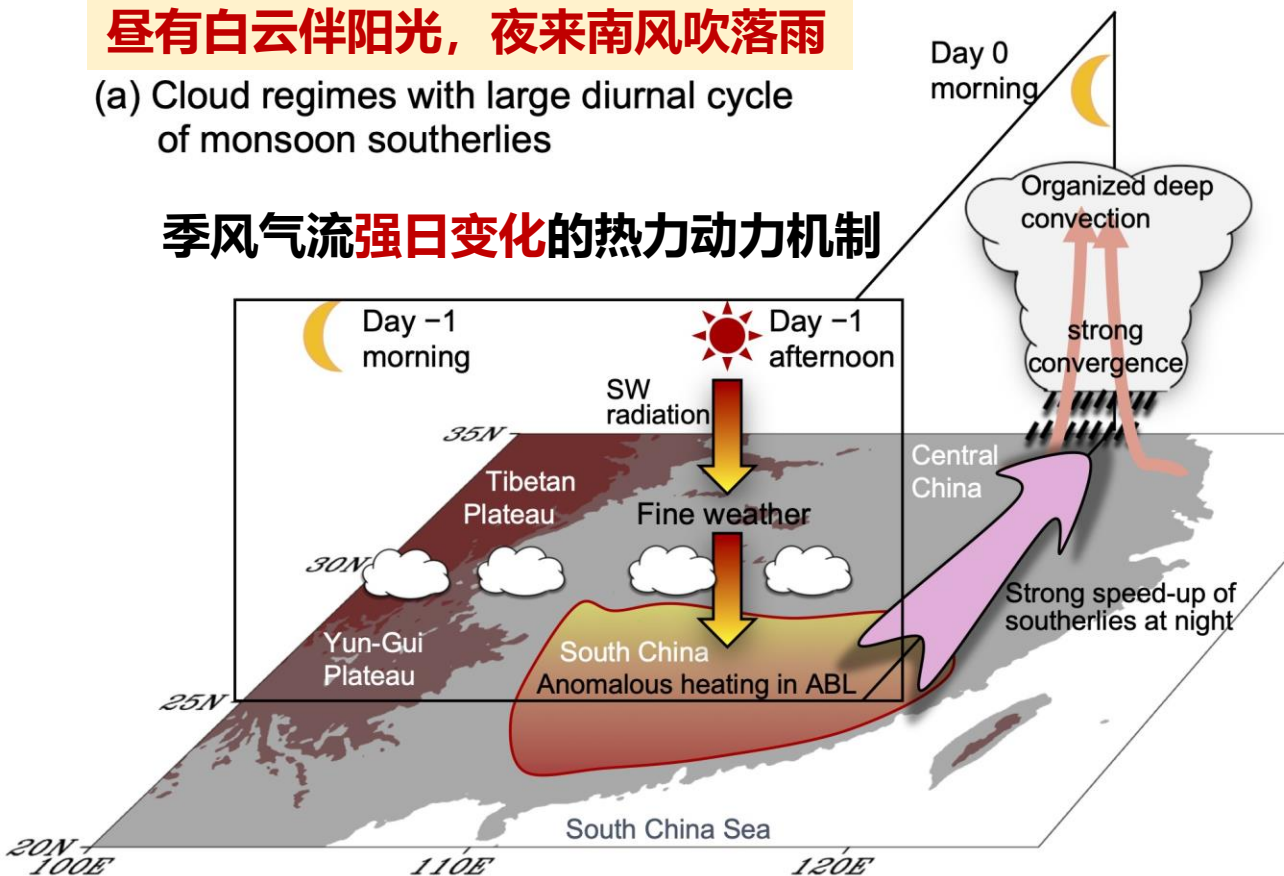 昼有白云伴阳光，夜来南风吹落雨
(a) Cloud regimes with large diurnal cycle
of monsoon southerlies
季风气流强日变化的热力动力机制
Day 0
morning
Organized deep
convection
strong
convergence
Day −1
morning
Day −1
afternoon
SW
radiation
35N
Tibetan
Plateau
Fine weather
Central
China
30N
Strong speed-up of
southerlies at night
Yun-Gui
Plateau
South China
Anomalous heating in ABL
25N
South China Sea
20N
100E
110E
120E